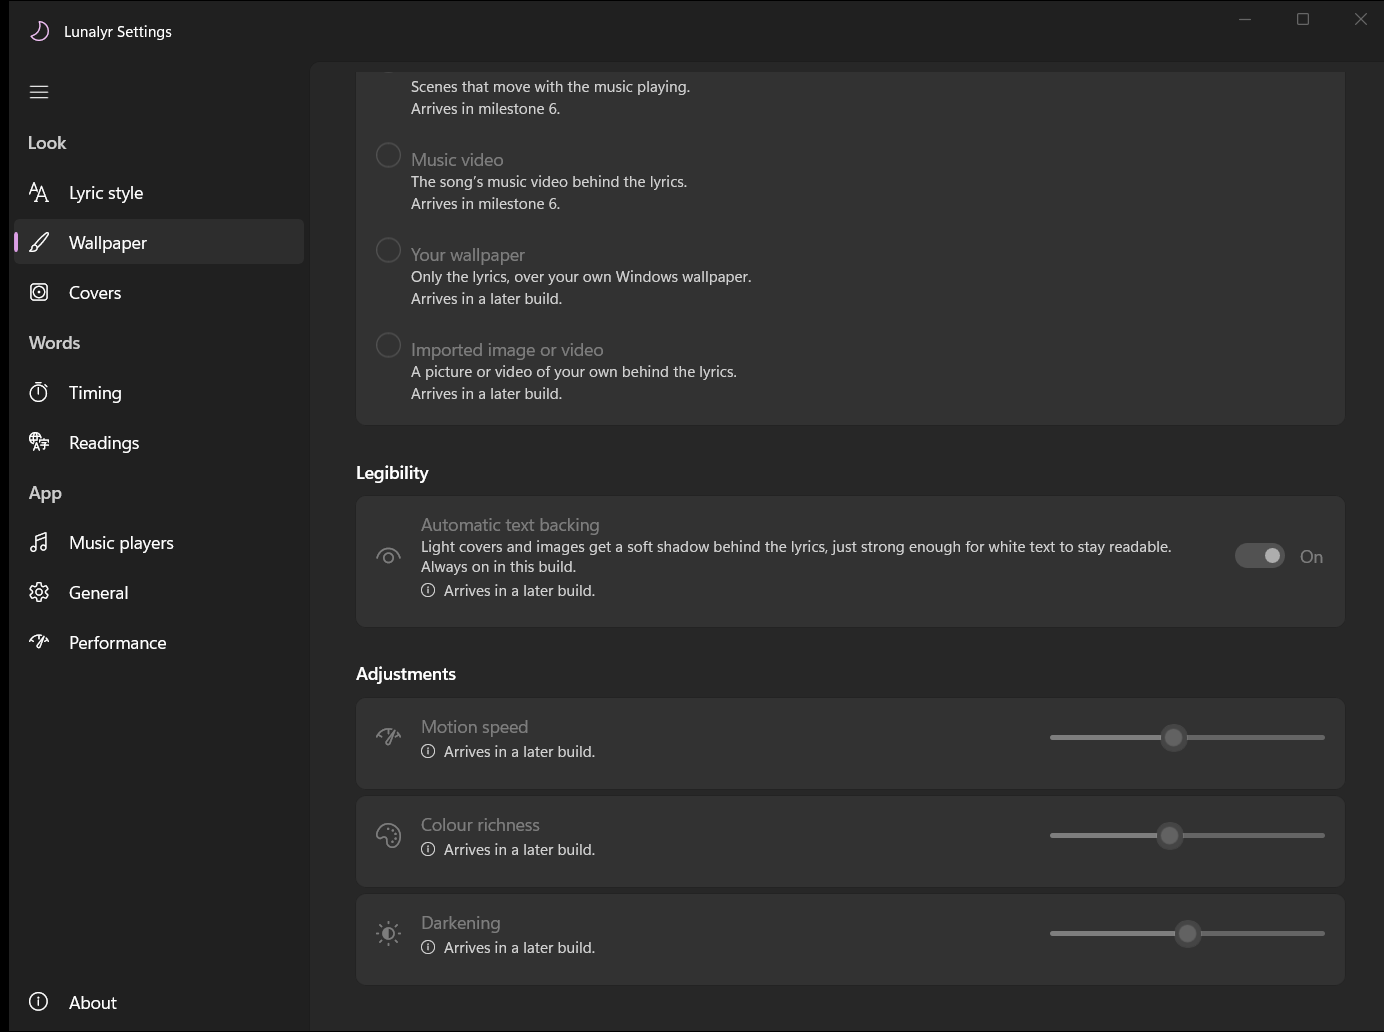 Lunalyr Settings
Look
Lyric style
Wallpaper
Covers
Words
Timing
Readings
App
Music players
General
Performance
About
Scenes that move with the music playing.
Arrives in milestone 6.
Music video
The song's music video behind the lyrics.
Arrives in milestone 6.
Your wallpaper
Only the lyrics, over your own Windows wallpaper.
Arrives in a later build.
Imported image or video
A picture or video of your own behind the lyrics.
Arrives in a later build.
Legibility
Automatic text backing
Light covers and images get a soft shadow behind the lyrics, just strong enough for white text to stay readable.
Always on in this build.
Arrives in a later build.
On
Adjustments
Motion speed
Arrives in a later build.
Colour richness
Arrives in a later build.
Darkening
Arrives in a later build.